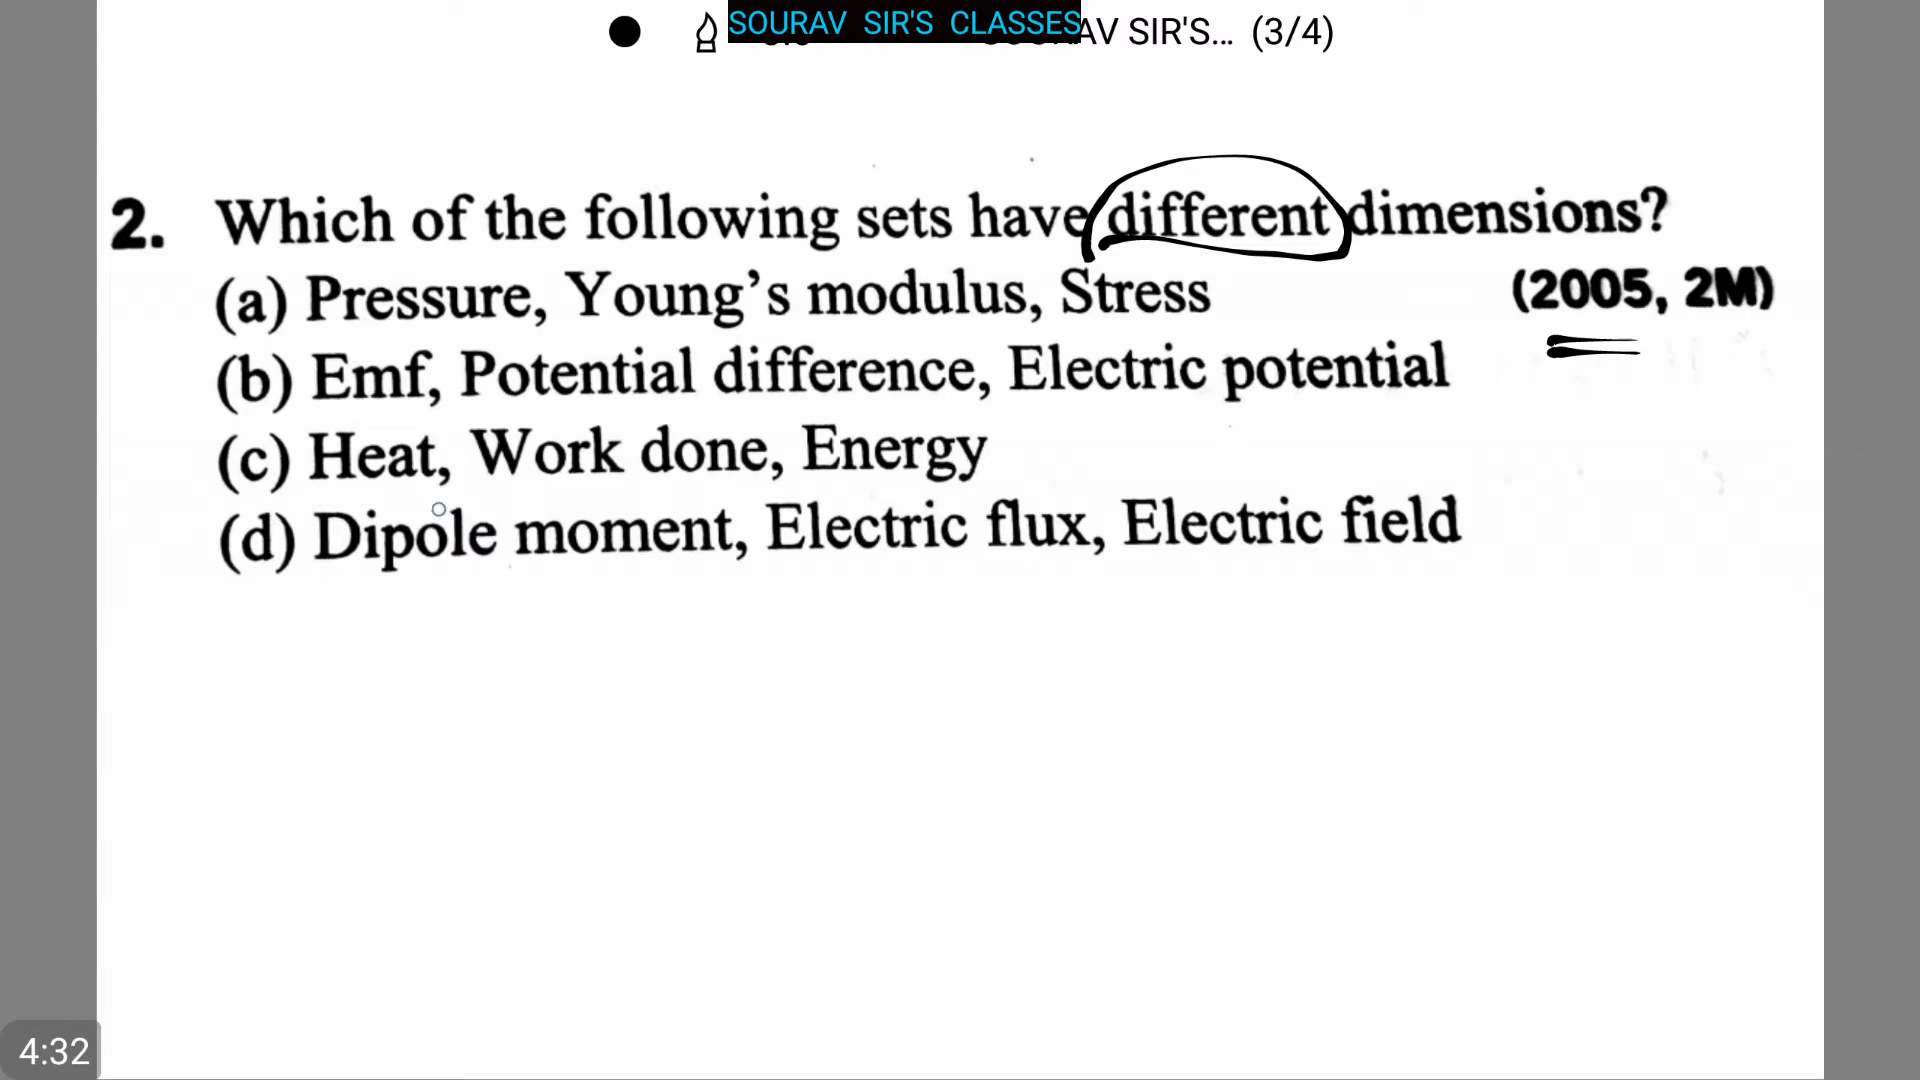 SOURAV SIR'S CLASSES AV SIR'S... (3/4)
2. Which of the following sets have different dimensions?
(a) Pressure, Young's modulus, Stress (2005, 2M)
(b) Emf, Potential difference, Electric potential
(c) Heat, Work done, Energy
(d) Dipole moment, Electric flux, Electric field
4:32